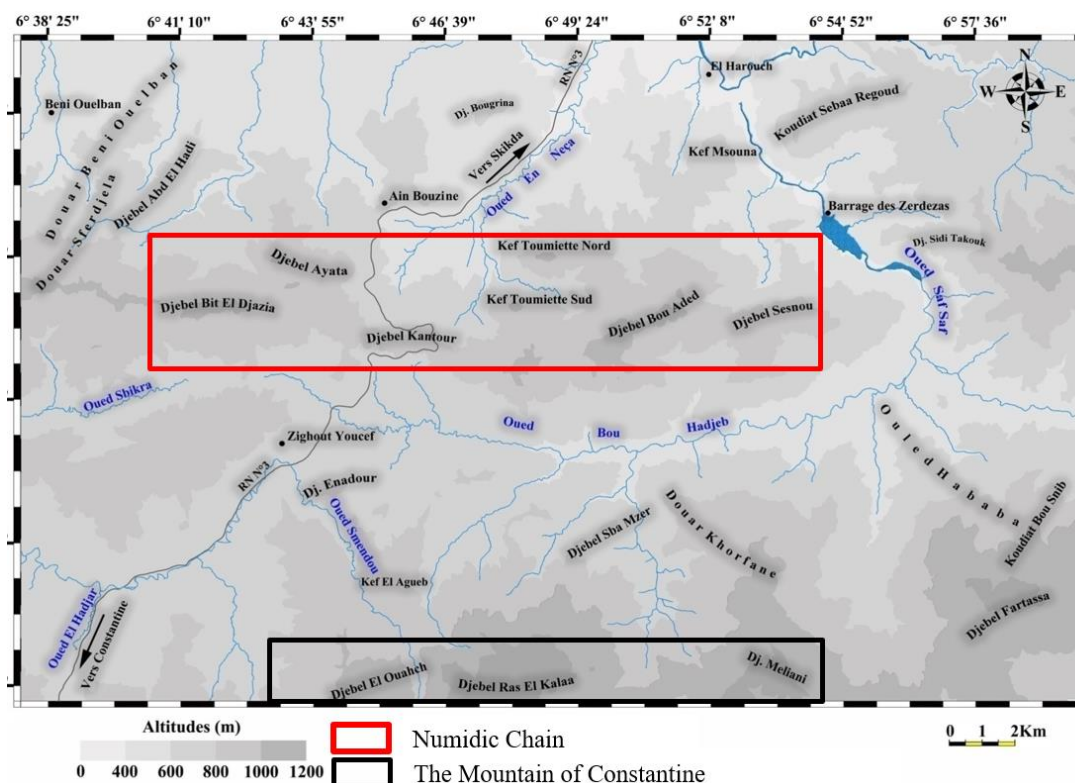 6° 38' 25" 6° 41' 10" 6° 43' 55" 6° 46' 39" 6° 49' 24" 6° 52' 8" 6° 54' 52" 6° 57' 36"
N
W E
S
El Harouch
Beni Ouelban
Douar Beni Ouelban
Dj. Bougrina
RN N°3
Koudiat Sebaa Regoud
Vers Skikda
Oued En Neça
Kef Msouna
Douar Sferdjela
Djebel Abd El Hadi
Ain Bouzine
Barrage des Zerdezas
Dj. Sidi Takouk
Oued Saf Saf
Kef Toumiette Nord
Djebel Ayata
Djebel Bit El Djazia
Kef Toumiette Sud
Djebel Bou Aded
Djebel Sesnou
Djebel Kantour
Oued Sbikra
Oued Bou Hadjeb
Zighout Youcef
RN N°3
Ouled Hababa
Dj. Enadour
Oued Smendou
Djebel Sba Mzer
Douar Khorfane
Koudiat Bou Snib
Kef El Agueb
Djebel Fartassa
Oued El Hadjar
Vers Constantine
Djebel El Ouahch
Djebel Ras El Kalaa
Dj. Meliani
Altitudes (m)
0 400 600 800 1000 1200
Numidic Chain
The Mountain of Constantine
0 1 2Km